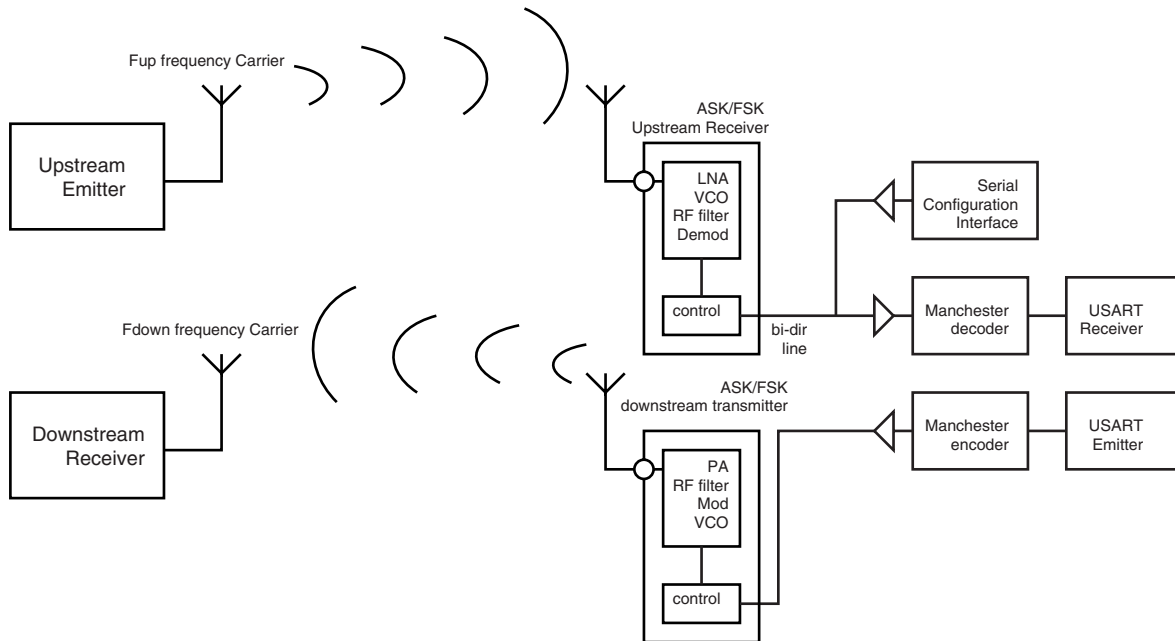 Fup frequency Carrier
ASK/FSK
Upstream Receiver
Upstream
Emitter
LNA
VCO
RF filter
Demod
control
bi-dir
line
Serial
Configuration
Interface
Manchester
decoder
USART
Receiver
Fdown frequency Carrier
ASK/FSK
downstream transmitter
Downstream
Receiver
PA
RF filter
Mod
VCO
control
Manchester
encoder
USART
Emitter